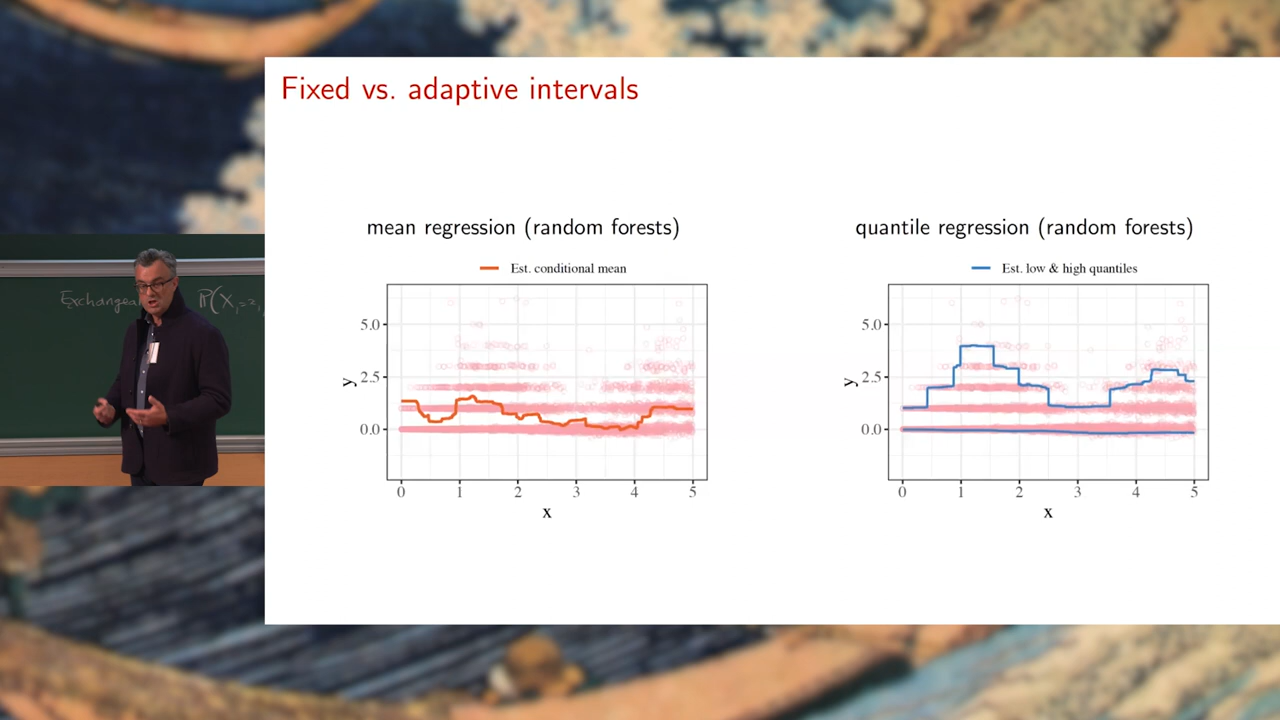 Fixed vs. adaptive intervals
mean regression (random forests)
Est. conditional mean
5.0
2.5
0.0
y
0 1 2 3 4 5
x
quantile regression (random forests)
Est. low & high quantiles
5.0
2.5
0.0
y
0 1 2 3 4 5
x
Exchangea